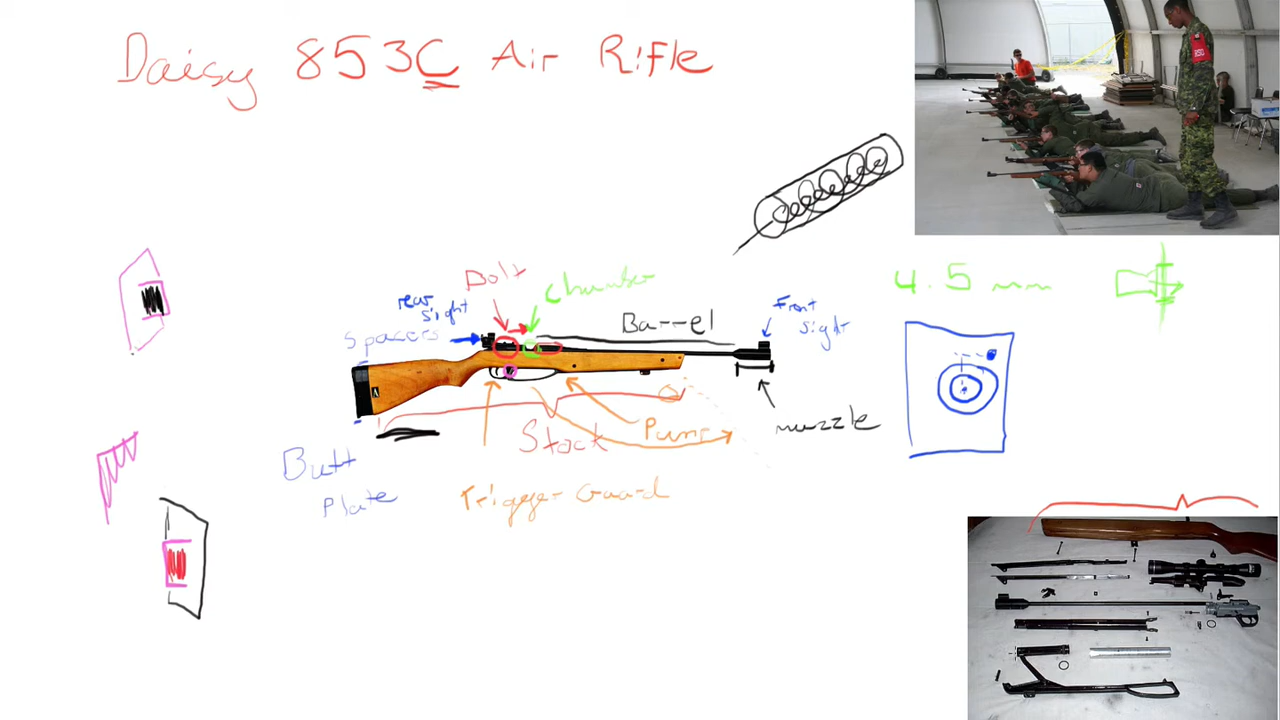 Daisy 853C Air Rifle
4.5 mm
Bolt
Chamber
rear
sight
Barrel
Front
sight
Spacers
muzzle
Stock
Pump
Butt
Plate
Trigger Guard